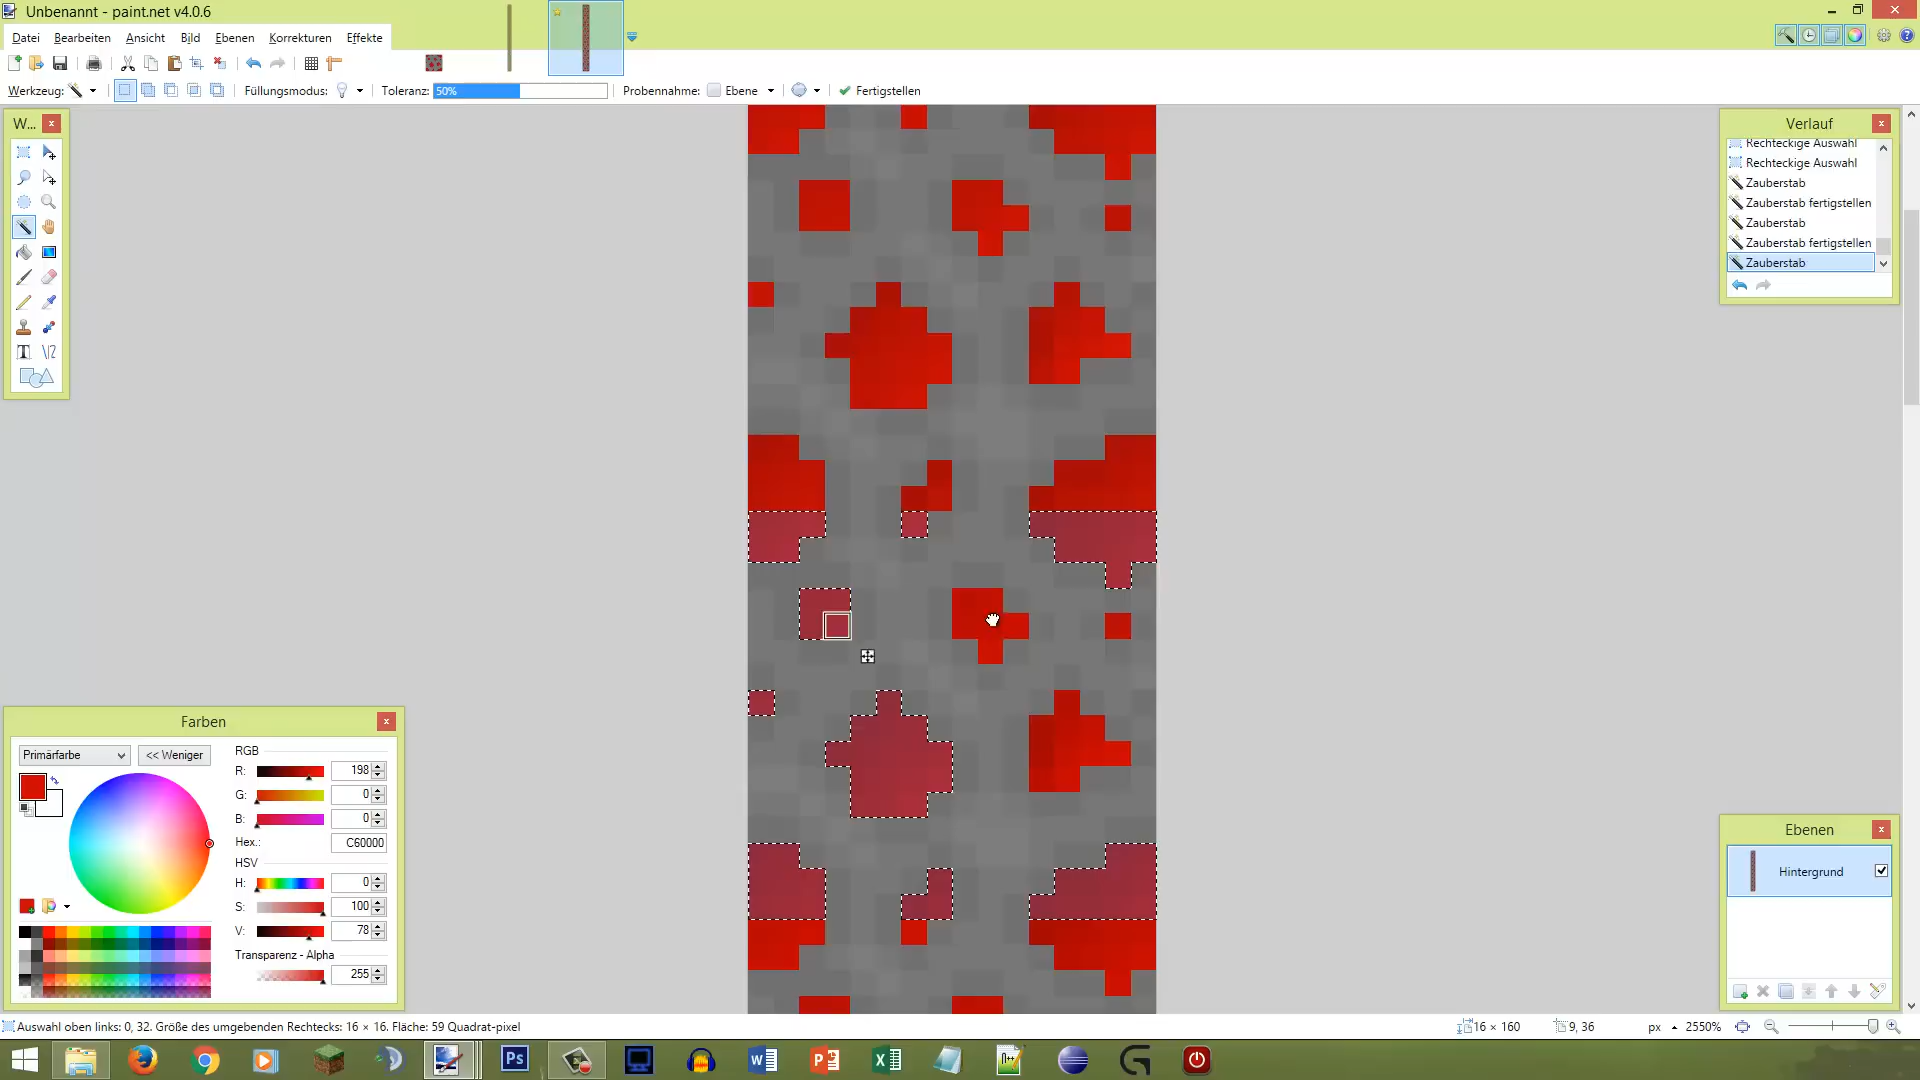 Unbenannt - paint.net v4.0.6
Datei Bearbeiten Ansicht Bild Ebenen Korrekturen Effekte
Werkzeug: Füllungsmodus: Toleranz: 50% Probennahme: Ebene Fertigstellen
W...
Verlauf
Rechteckige Auswahl
Rechteckige Auswahl
Zauberstab
Zauberstab fertigstellen
Zauberstab
Zauberstab fertigstellen
Zauberstab
Farben
Primärfarbe
<< Weniger
RGB
R: 198
G: 0
B: 0
Hex.: C60000
HSV
H: 0
S: 100
V: 78
Transparenz - Alpha
255
Ebenen
Hintergrund
Auswahl oben links: 0, 32. Größe des umgebenden Rechtecks: 16 × 16. Fläche: 59 Quadrat-pixel
16 × 160
9, 36
px
2550%
Ps